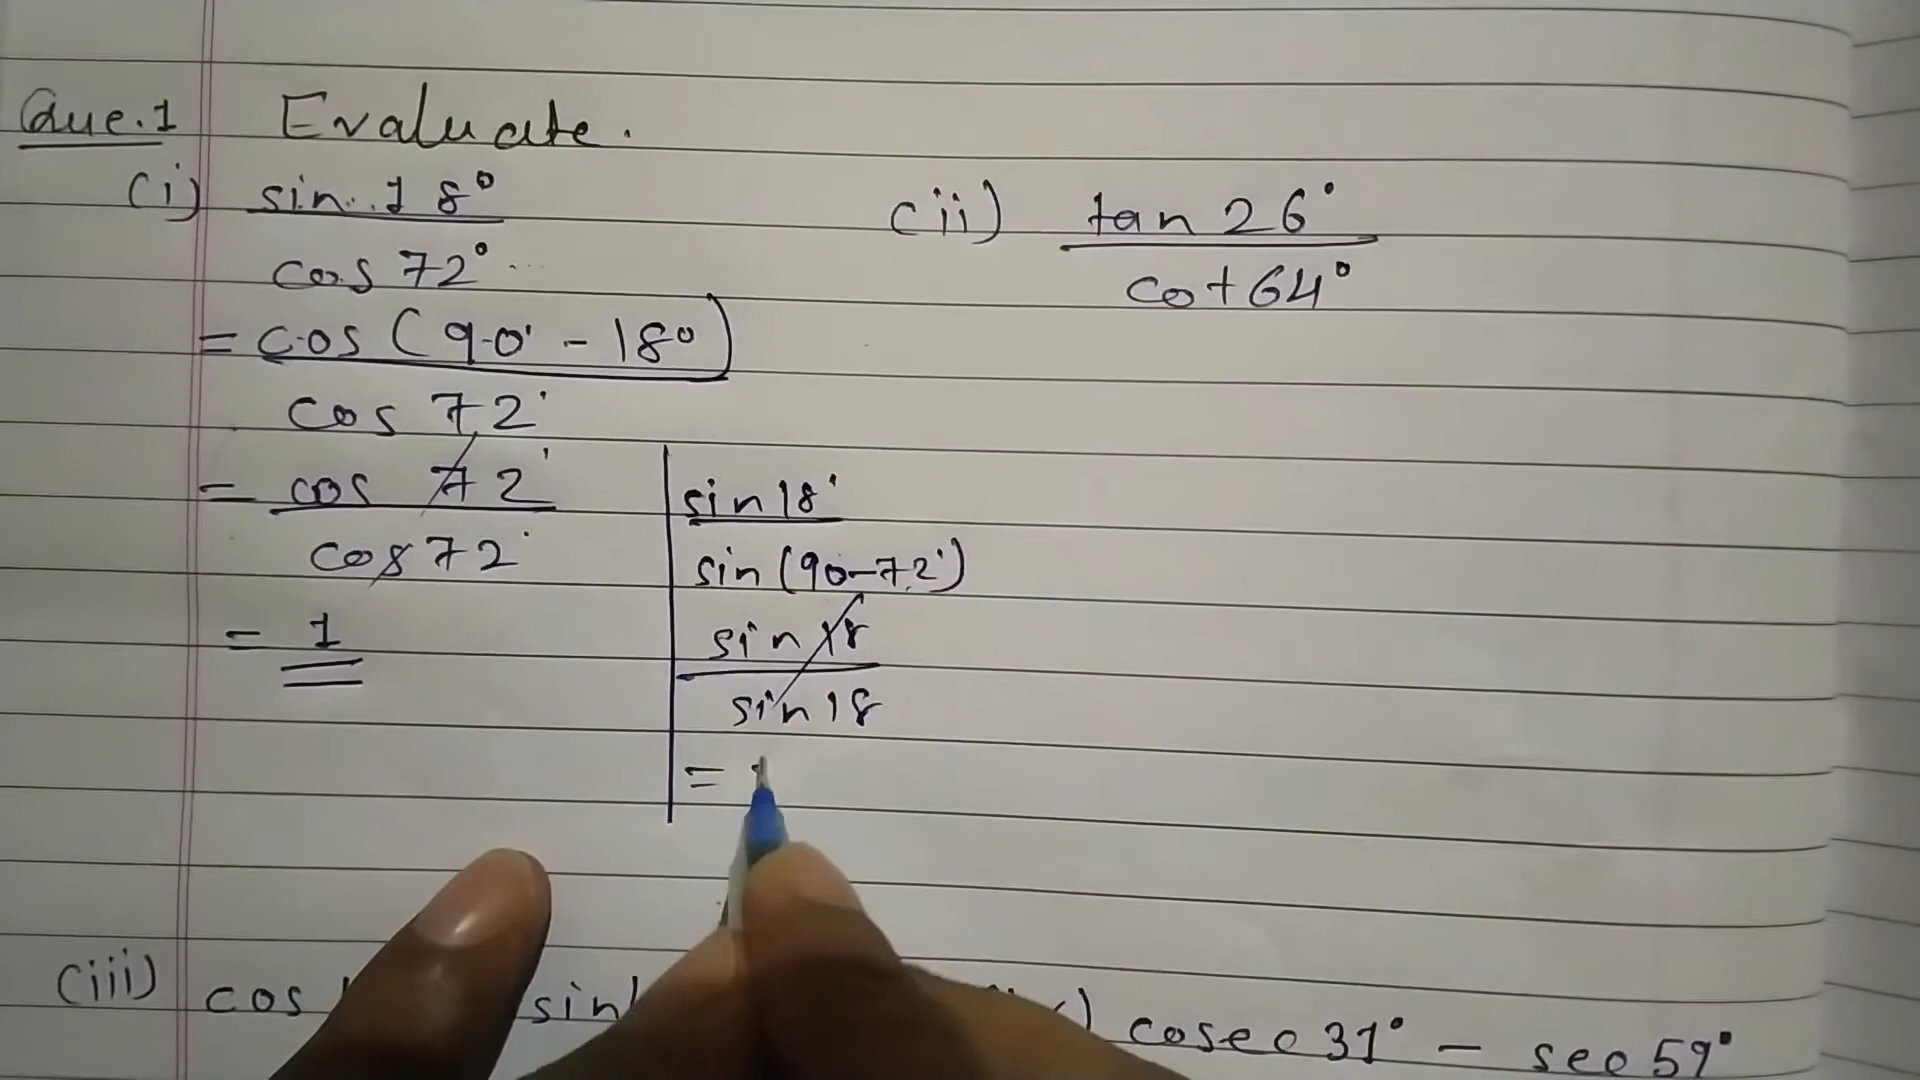 Que.1 Evaluate.
(i) sin 18°
cos 72°
= cos (90° - 18°)
cos 72°
= cos 72°
cos 72°
= 1
sin 18°
sin (90-72°)
sin 18
sin 18
=
(ii) tan 26°
cot 64°
(iii) cos sin
cosec 31° - sec 59°